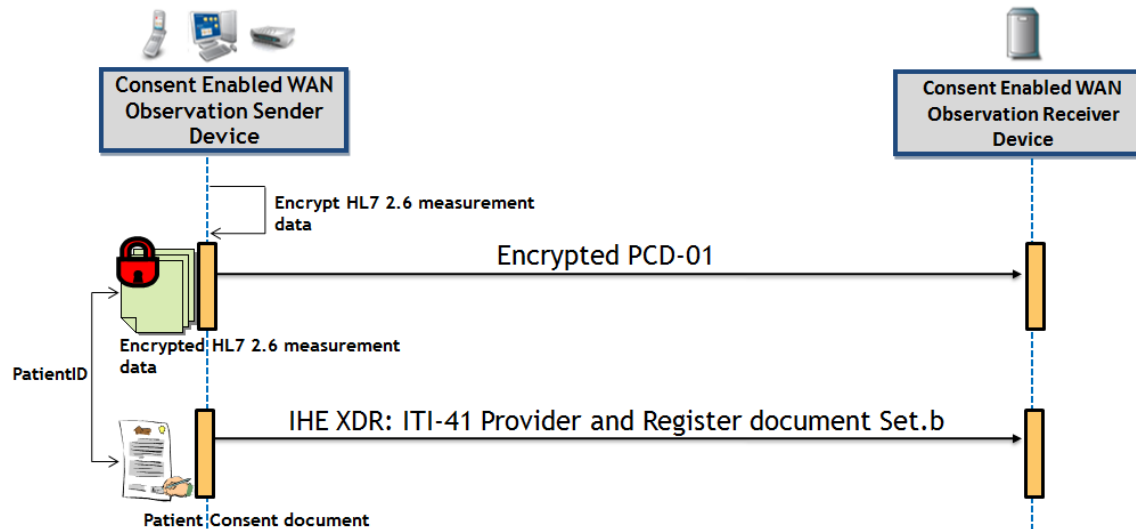 Consent Enabled WAN
Observation Sender
Device
Consent Enabled WAN
Observation Receiver
Device
Encrypt HL7 2.6 measurement
data
Encrypted PCD-01
Encrypted HL7 2.6 measurement
data
PatientID
IHE XDR: ITI-41 Provider and Register document Set.b
Patient Consent document